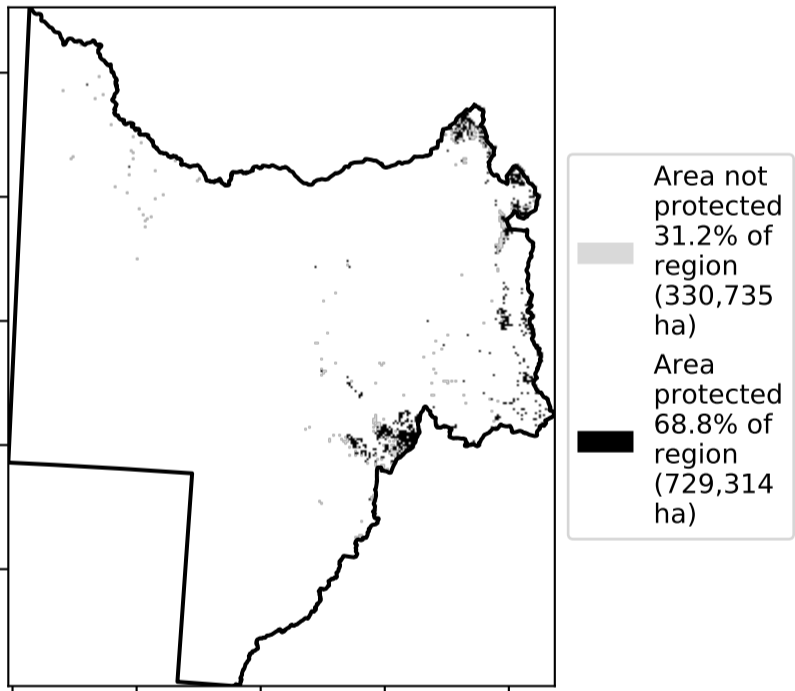 Area not
protected
31.2% of
region
(330,735
ha)
Area
protected
68.8% of
region
(729,314
ha)